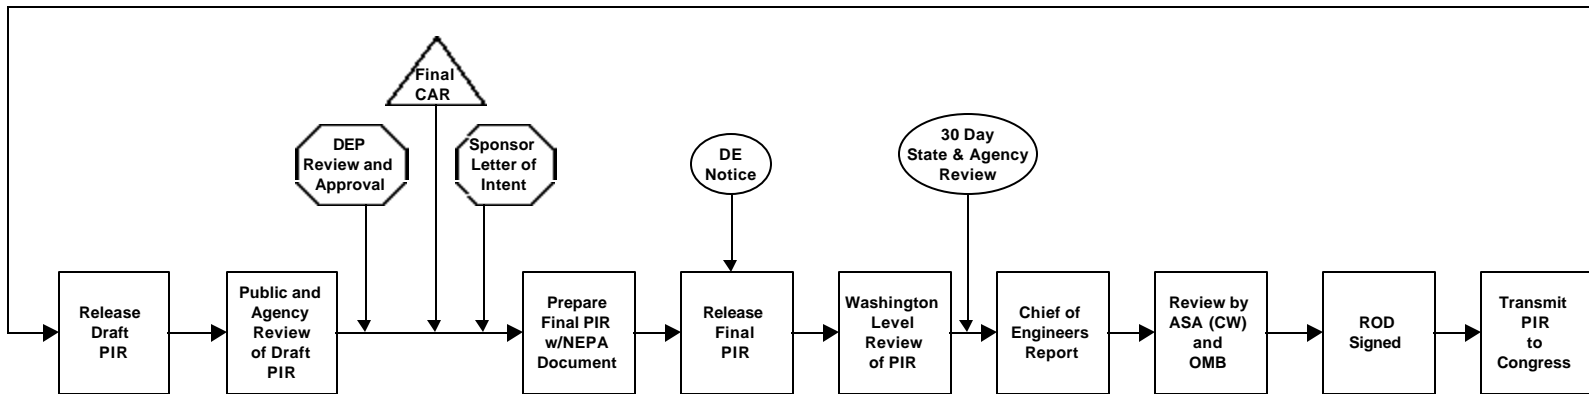 Final
CAR
DEP
Review and
Approval
Sponsor
Letter of
Intent
DE
Notice
30 Day
State & Agency
Review
Release
Draft
PIR
Public and
Agency
Review
of Draft
PIR
Prepare
Final PIR
w/NEPA
Document
Release
Final
PIR
Washington
Level
Review
of PIR
Chief of
Engineers
Report
Review by
ASA (CW)
and
OMB
ROD
Signed
Transmit
PIR
to
Congress